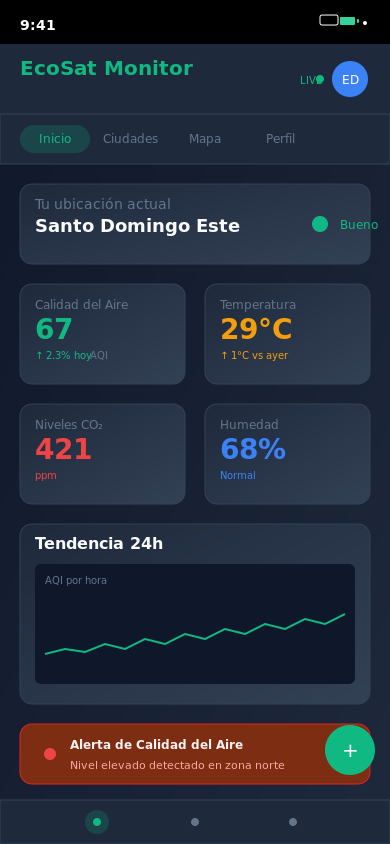 9:41
EcoSat Monitor
LIVE
ED
Inicio Ciudades Mapa Perfil
Tu ubicación actual
Santo Domingo Este
Bueno
Calidad del Aire
67
↑ 2.3% hoy AQI
Temperatura
29°C
↑ 1°C vs ayer
Niveles CO₂
421
ppm
Humedad
68%
Normal
Tendencia 24h
AQI por hora
Alerta de Calidad del Aire
Nivel elevado detectado en zona norte
+